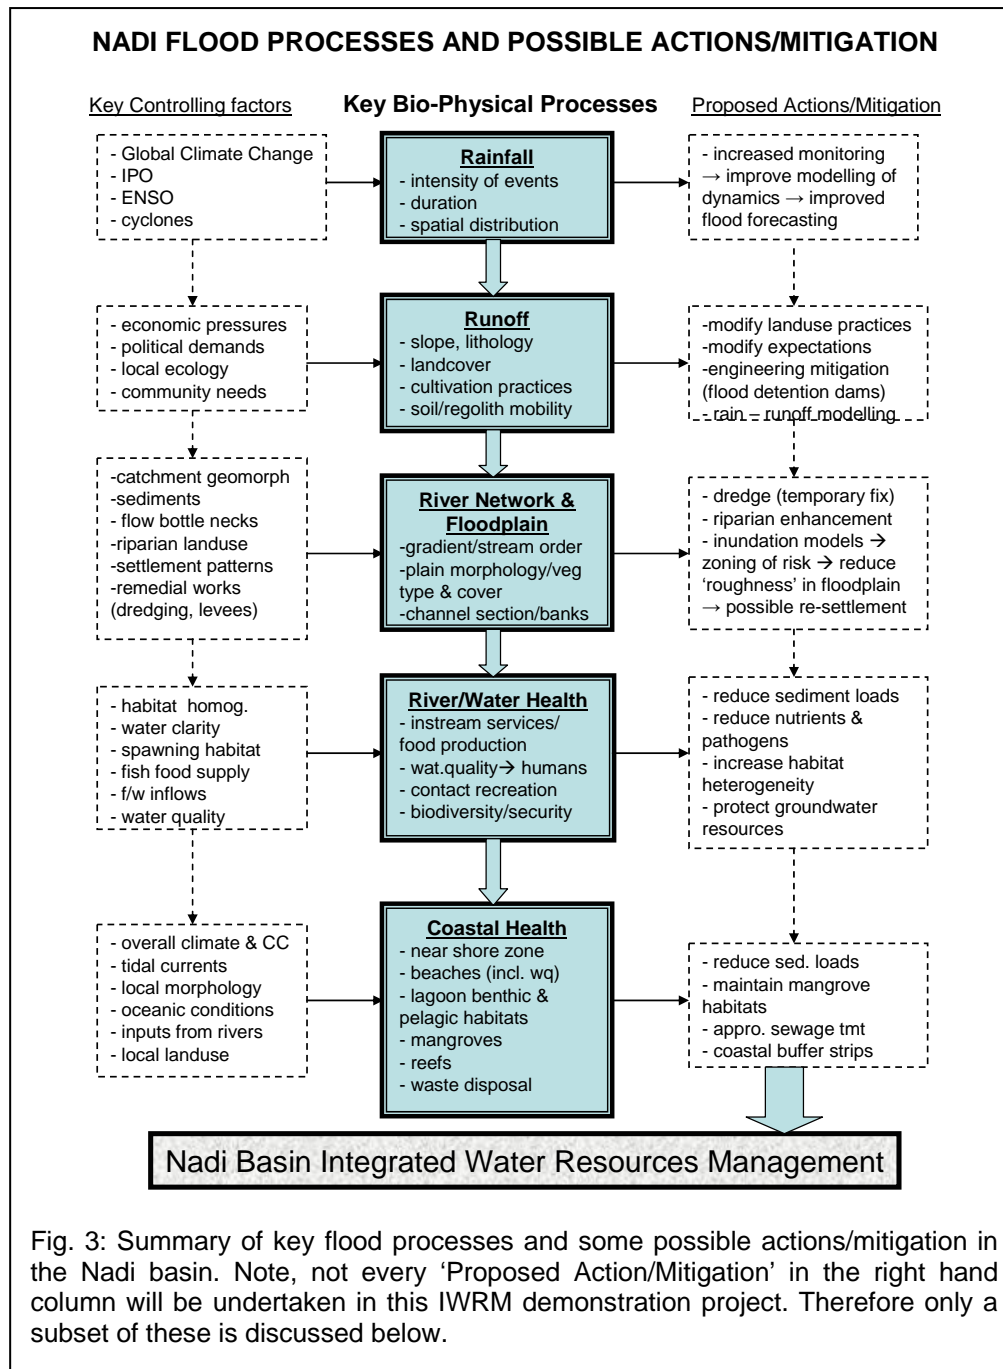 NADI FLOOD PROCESSES AND POSSIBLE ACTIONS/MITIGATION
Key Controlling factors
Key Bio-Physical Processes
Proposed Actions/Mitigation
- Global Climate Change
- IPO
- ENSO
- cyclones
Rainfall
- intensity of events
- duration
- spatial distribution
- increased monitoring
→ improve modelling of
dynamics → improved
flood forecasting
- economic pressures
- political demands
- local ecology
- community needs
Runoff
- slope, lithology
- landcover
- cultivation practices
- soil/regolith mobility
-modify landuse practices
-modify expectations
-engineering mitigation
(flood detention dams)
- rain – runoff modelling
-catchment geomorph
-sediments
- flow bottle necks
-riparian landuse
-settlement patterns
-remedial works
(dredging, levees)
River Network &
Floodplain
-gradient/stream order
-plain morphology/veg
type & cover
-channel section/banks
- dredge (temporary fix)
- riparian enhancement
- inundation models →
zoning of risk → reduce
‘roughness’ in floodplain
→ possible re-settlement
- habitat homog.
- water clarity
- spawning habitat
- fish food supply
- f/w inflows
- water quality
River/Water Health
- instream services/
food production
- wat.quality→ humans
- contact recreation
- biodiversity/security
- reduce sediment loads
- reduce nutrients &
pathogens
- increase habitat
heterogeneity
- protect groundwater
resources
- overall climate & CC
- tidal currents
- local morphology
- oceanic conditions
- inputs from rivers
- local landuse
Coastal Health
- near shore zone
- beaches (incl. wq)
- lagoon benthic &
pelagic habitats
- mangroves
- reefs
- waste disposal
- reduce sed. loads
- maintain mangrove
habitats
- appro. sewage tmt
- coastal buffer strips
Nadi Basin Integrated Water Resources Management
Fig. 3: Summary of key flood processes and some possible actions/mitigation in
the Nadi basin. Note, not every ‘Proposed Action/Mitigation’ in the right hand
column will be undertaken in this IWRM demonstration project. Therefore only a
subset of these is discussed below.